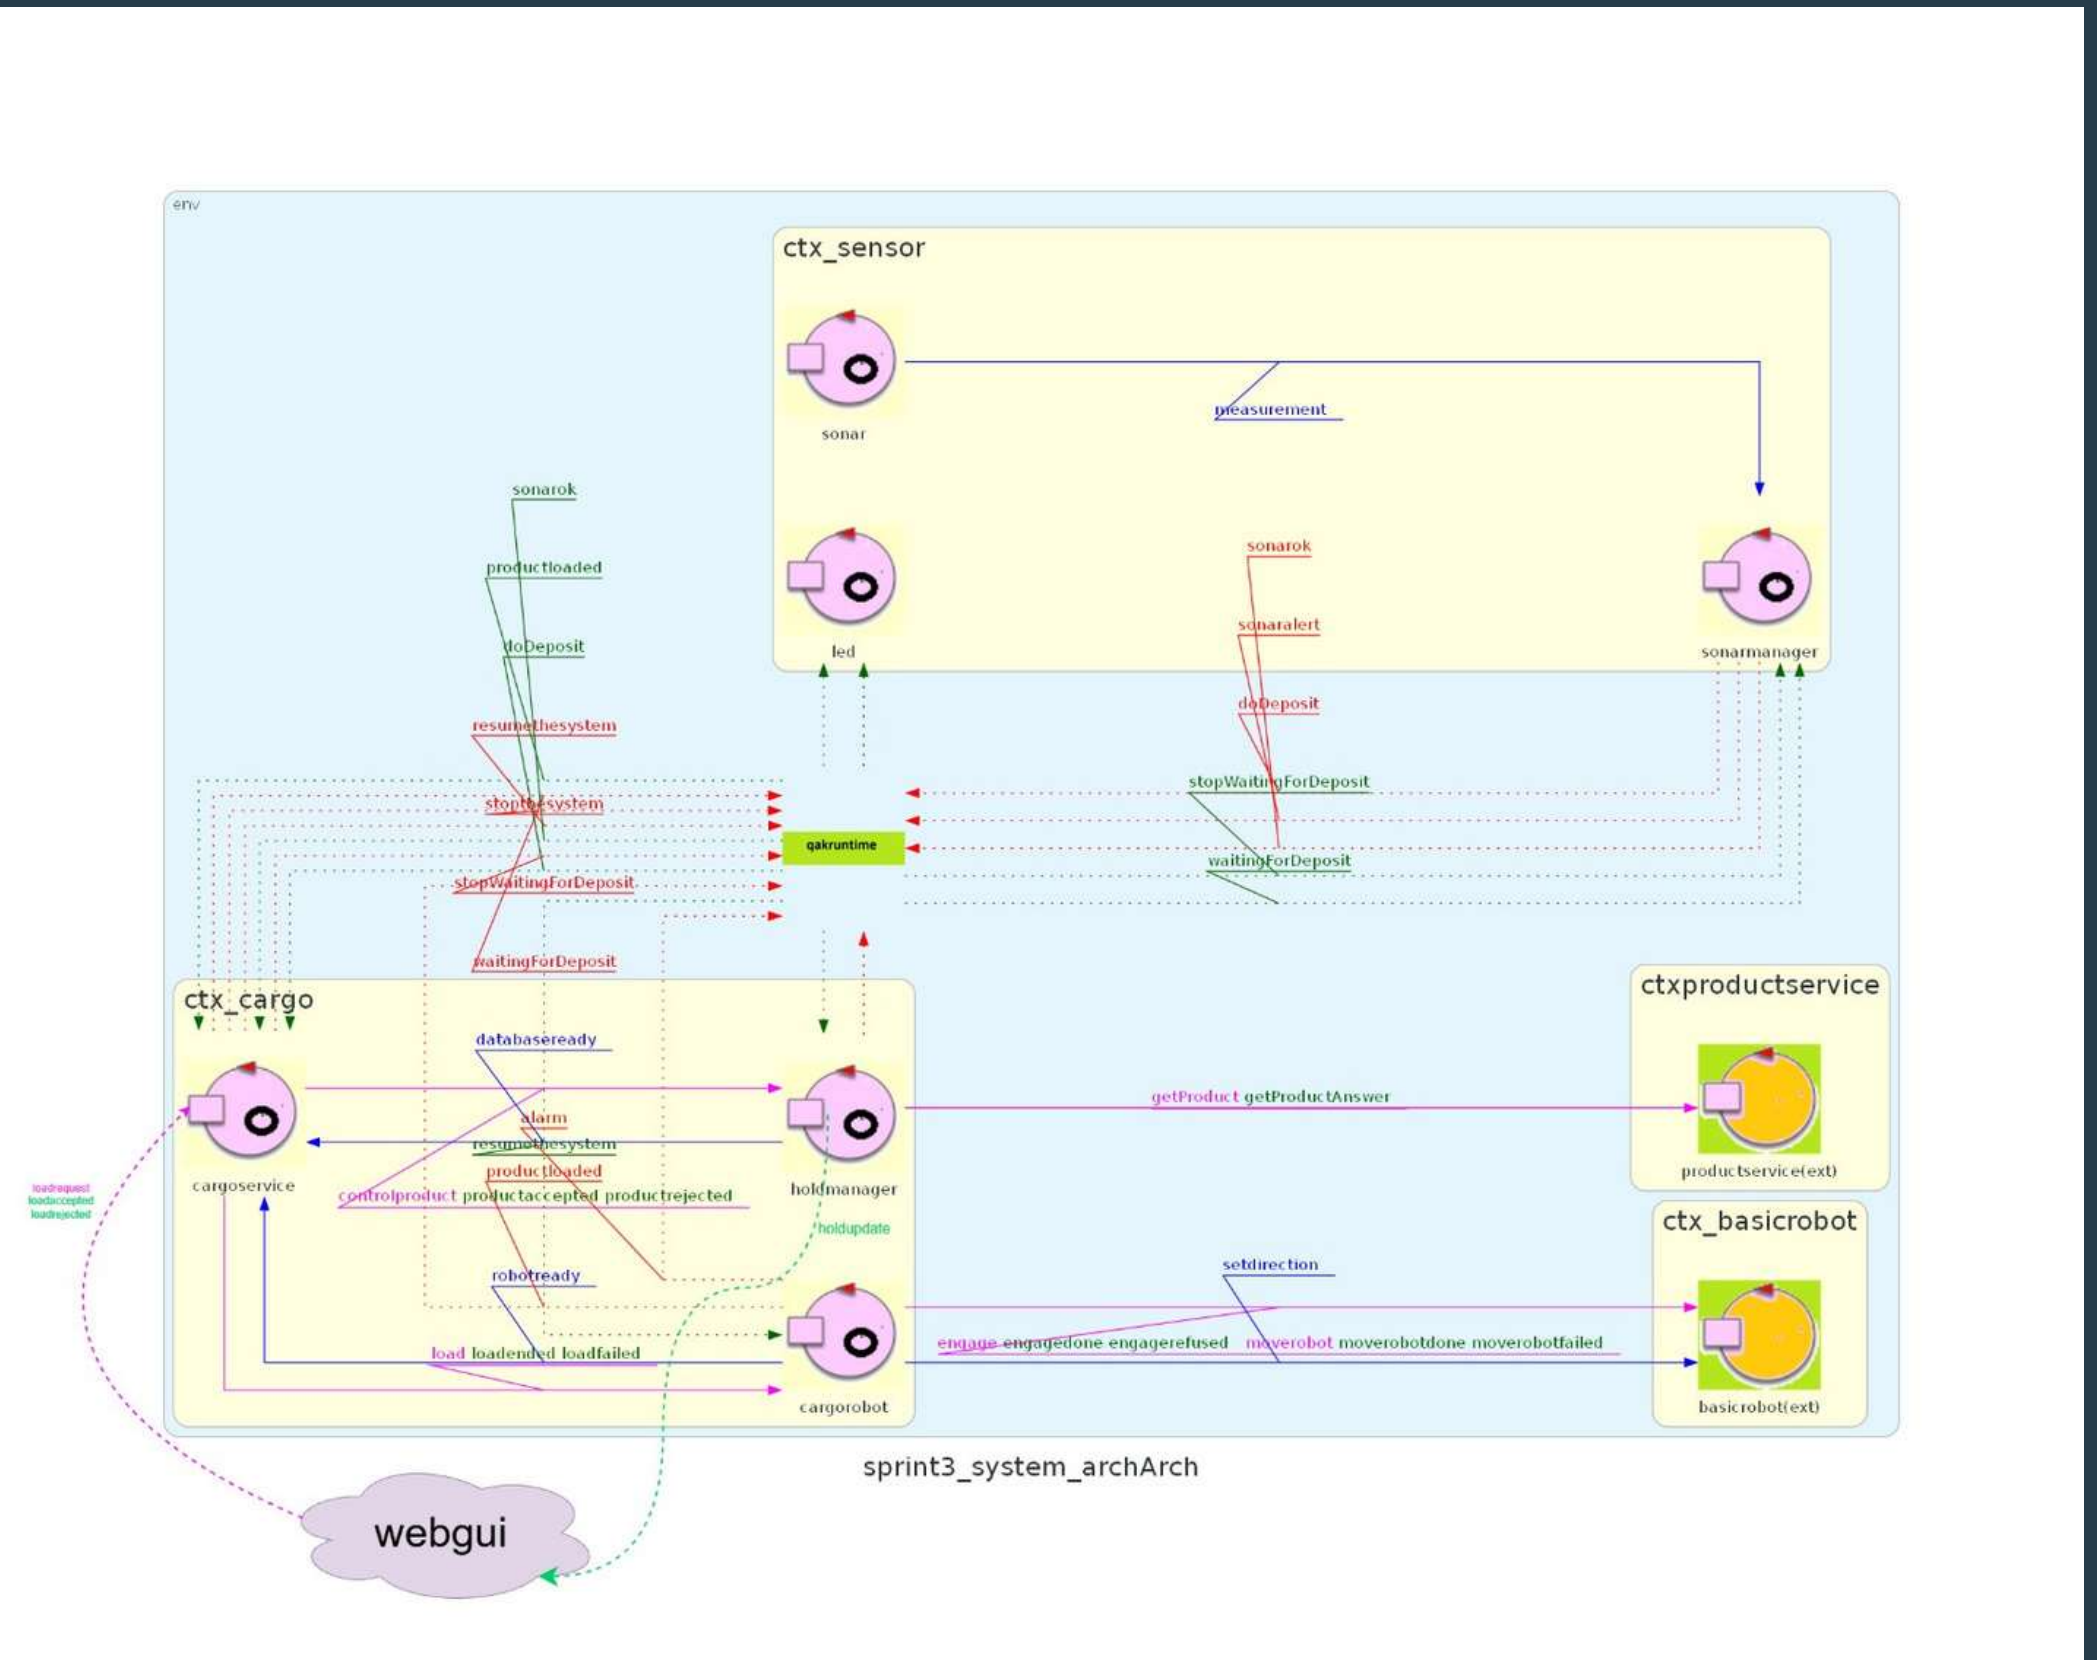 env
ctx_sensor
sonar
measurement
sonarok
productloaded
doDeposit
resumethesystem
stopthesystem
stopWaitingForDeposit
waitingForDeposit
led
sonarok
sonaralert
doDeposit
stopWaitingForDeposit
waitingForDeposit
sonarmanager
qakruntime
ctx_cargo
databaseready
alarm
resumethesystem
productloaded
controlproduct productaccepted productrejected
cargoservice
holdmanager
holdupdate
robotready
load loadended loadfailed
cargorobot
loadrequest
loadaccepted
loadrejected
getProduct getProductAnswer
ctxproductservice
productservice(ext)
ctx_basicrobot
setdirection
engage engagedone engagerefused moverobot moverobotdone moverobotfailed
basicrobot(ext)
sprint3_system_archArch
webgui